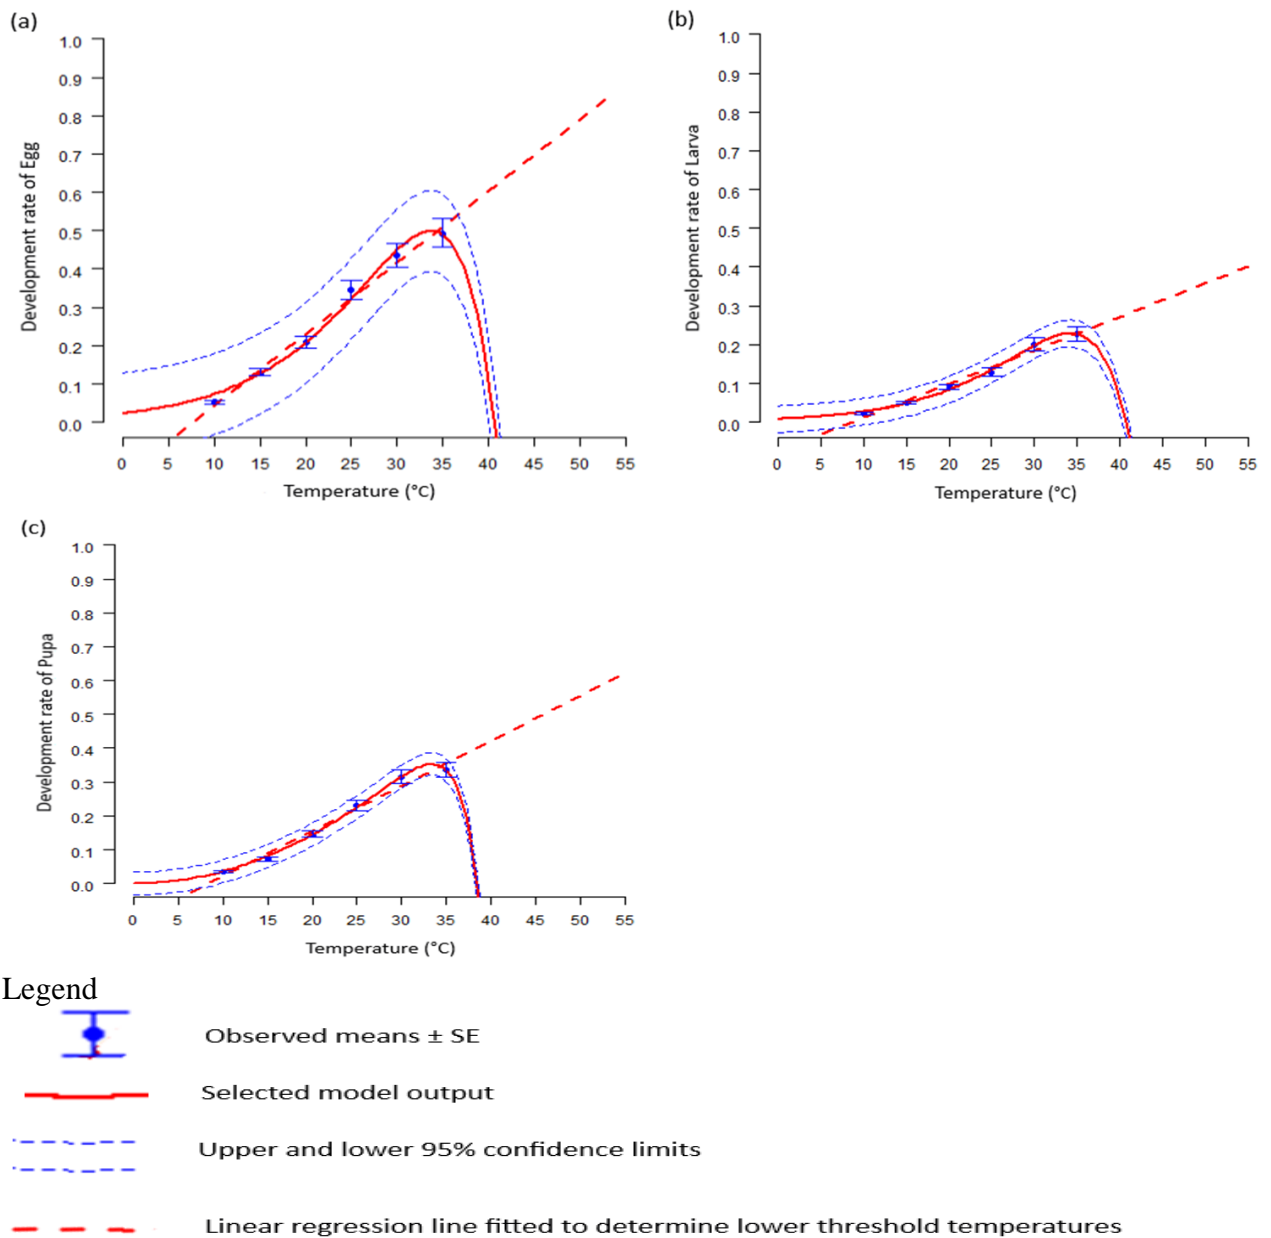 (a)
1.0
0.9
0.8
0.7
0.6
0.5
0.4
0.3
0.2
0.1
0.0
Development rate of Egg
0 5 10 15 20 25 30 35 40 45 50 55
Temperature (°C)
(b)
1.0
0.9
0.8
0.7
0.6
0.5
0.4
0.3
0.2
0.1
0.0
Development rate of Larva
0 5 10 15 20 25 30 35 40 45 50 55
Temperature (°C)
(c)
1.0
0.9
0.8
0.7
0.6
0.5
0.4
0.3
0.2
0.1
0.0
Development rate of Pupa
0 5 10 15 20 25 30 35 40 45 50 55
Temperature (°C)
Legend
Observed means ± SE
Selected model output
Upper and lower 95% confidence limits
Linear regression line fitted to determine lower threshold temperatures